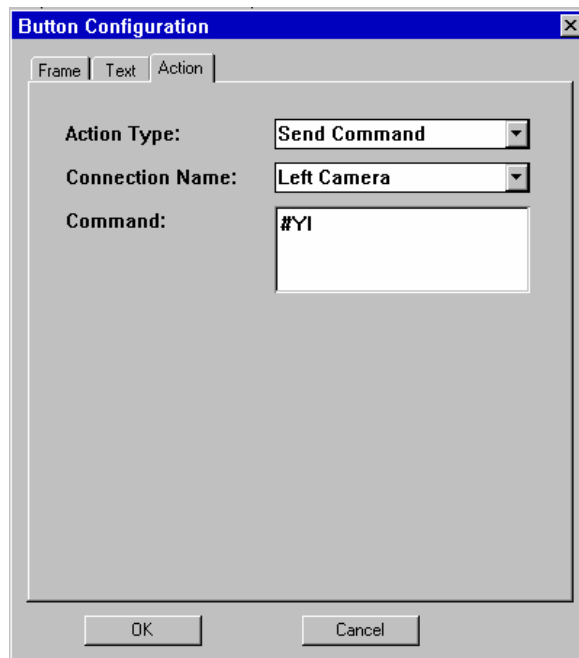 Button Configuration
Frame Text Action
Action Type: Send Command
Connection Name: Left Camera
Command: #YI
OK Cancel